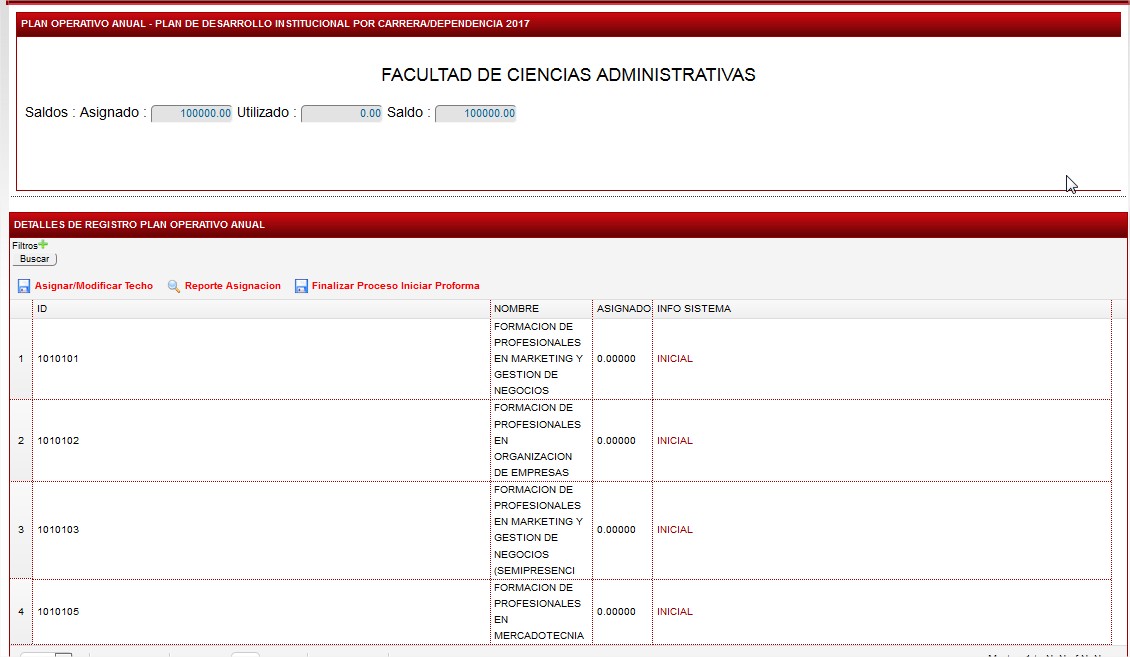 PLAN OPERATIVO ANUAL - PLAN DE DESARROLLO INSTITUCIONAL POR CARRERA/DEPENDENCIA 2017
FACULTAD DE CIENCIAS ADMINISTRATIVAS
Saldos : Asignado : 100000.00 Utilizado : 0.00 Saldo : 100000.00
DETALLES DE REGISTRO PLAN OPERATIVO ANUAL
Filtros
Buscar
Asignar/Modificar Techo Reporte Asignacion Finalizar Proceso Iniciar Proforma
ID NOMBRE ASIGNADO INFO SISTEMA
FORMACION DE
PROFESIONALES
1 1010101 EN MARKETING Y 0.00000 INICIAL
GESTION DE
NEGOCIOS
FORMACION DE
PROFESIONALES
2 1010102 EN 0.00000 INICIAL
ORGANIZACION
DE EMPRESAS
FORMACION DE
PROFESIONALES
EN MARKETING Y
3 1010103 GESTION DE 0.00000 INICIAL
NEGOCIOS
(SEMIPRESENCI
FORMACION DE
PROFESIONALES
4 1010105 EN 0.00000 INICIAL
MERCADOTECNIA